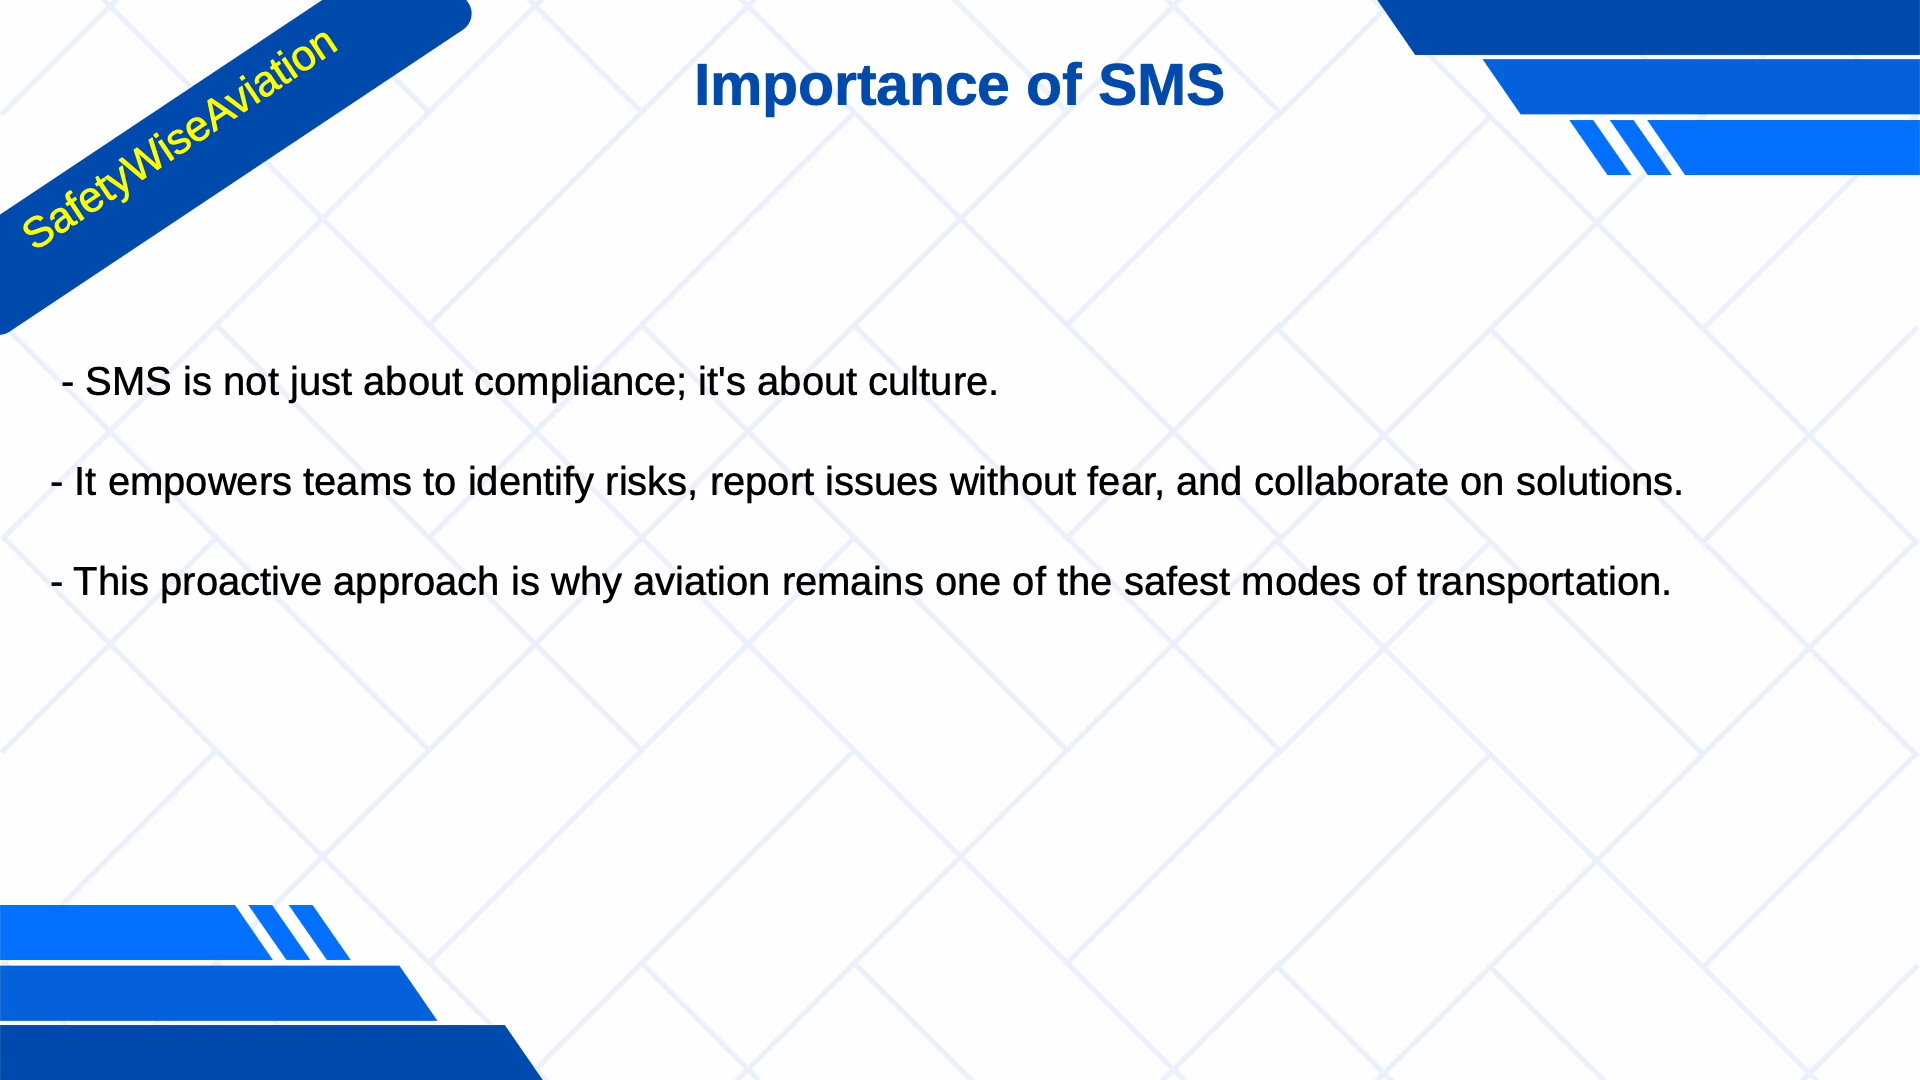 SafetyWiseAviation
Importance of SMS
- SMS is not just about compliance; it's about culture.
- It empowers teams to identify risks, report issues without fear, and collaborate on solutions.
- This proactive approach is why aviation remains one of the safest modes of transportation.